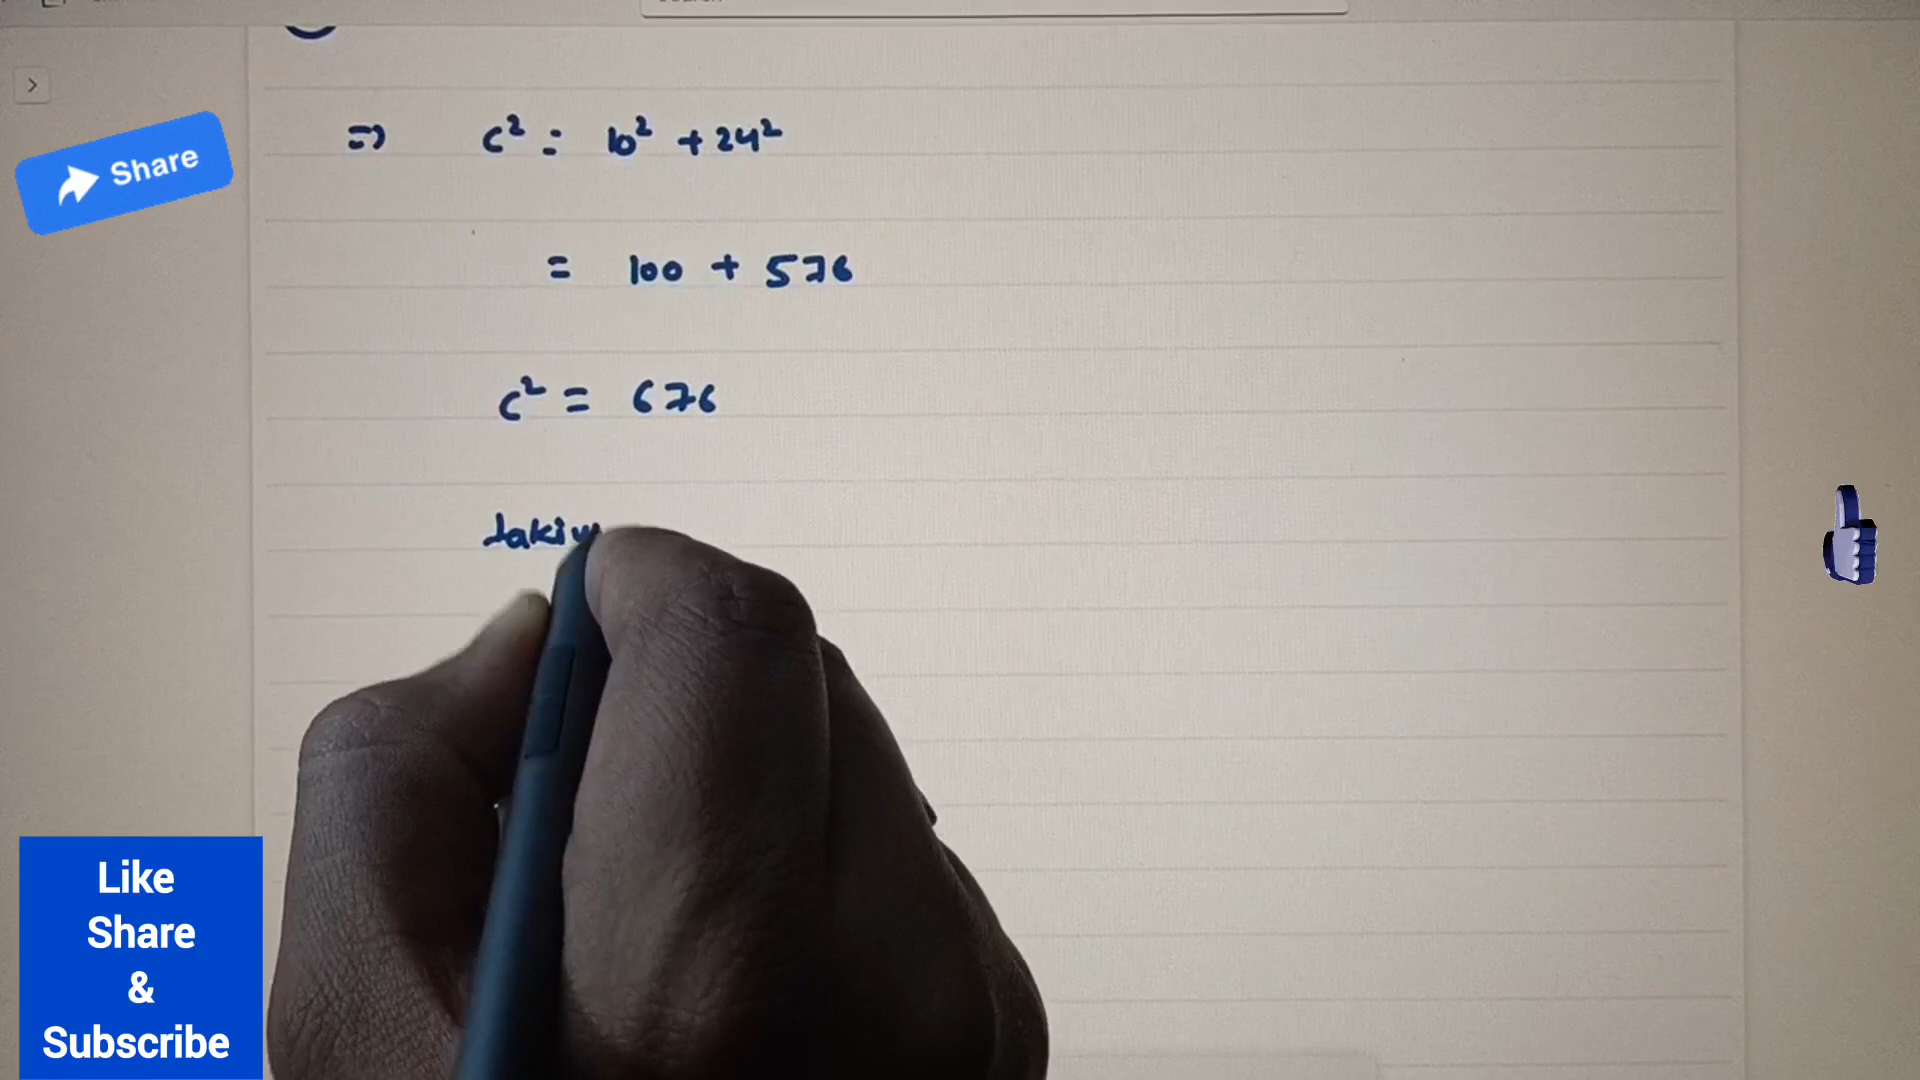 Share
=> c² = 10² + 24²
= 100 + 576
c² = 676
Like
Share
&
Subscribe